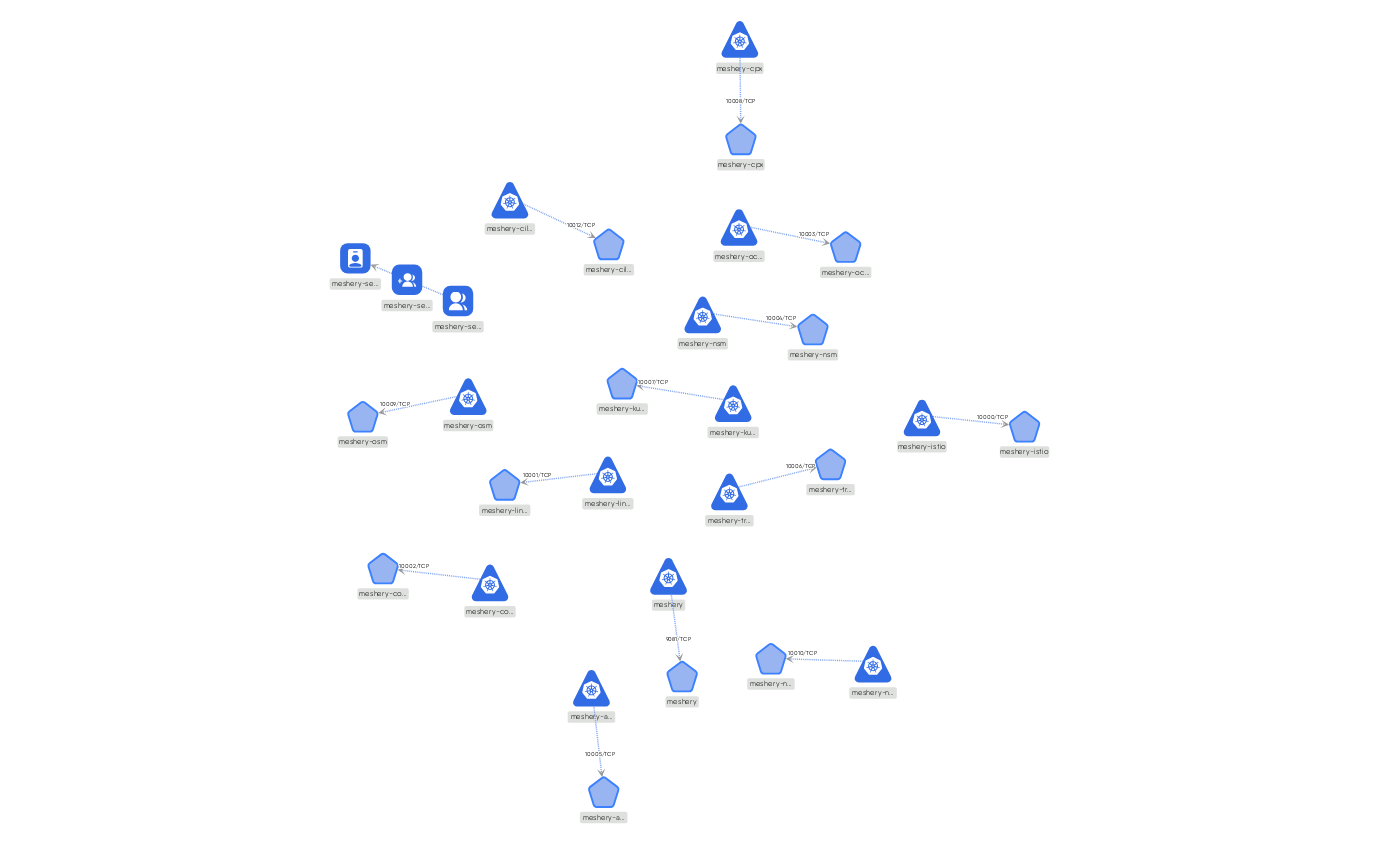 meshery-cpx
10008/TCP
meshery-cpx
meshery-cil...
10012/TCP
meshery-cil...
meshery-oc...
10003/TCP
meshery-oc...
meshery-se...
meshery-se...
meshery-se...
meshery-nsm
10004/TCP
meshery-nsm
meshery-ku...
10007/TCP
meshery-ku...
meshery-osm
10009/TCP
meshery-osm
meshery-istio
10000/TCP
meshery-istio
meshery-lin...
10001/TCP
meshery-lin...
meshery-tr...
10006/TCP
meshery-tr...
meshery-co...
10002/TCP
meshery-co...
meshery
9081/TCP
meshery
meshery-n...
10010/TCP
meshery-n...
meshery-a...
10005/TCP
meshery-a...